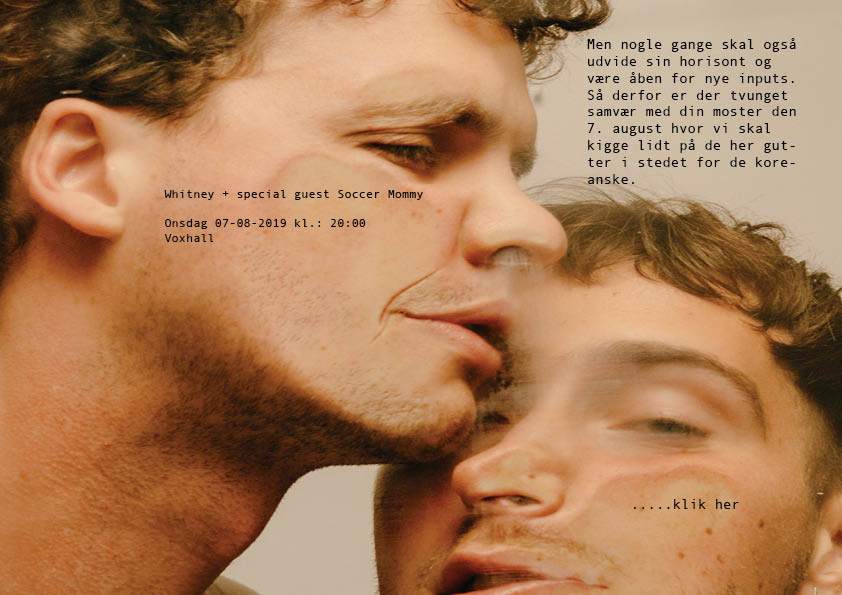 Men nogle gange skal også
udvide sin horisont og
være åben for nye inputs.
Så derfor er der tvunget
samvær med din moster den
7. august hvor vi skal
kigge lidt på de her gut-
ter i stedet for de kore-
anske.
Whitney + special guest Soccer Mommy
Onsdag 07-08-2019 kl.: 20:00
Voxhall
.....klik her